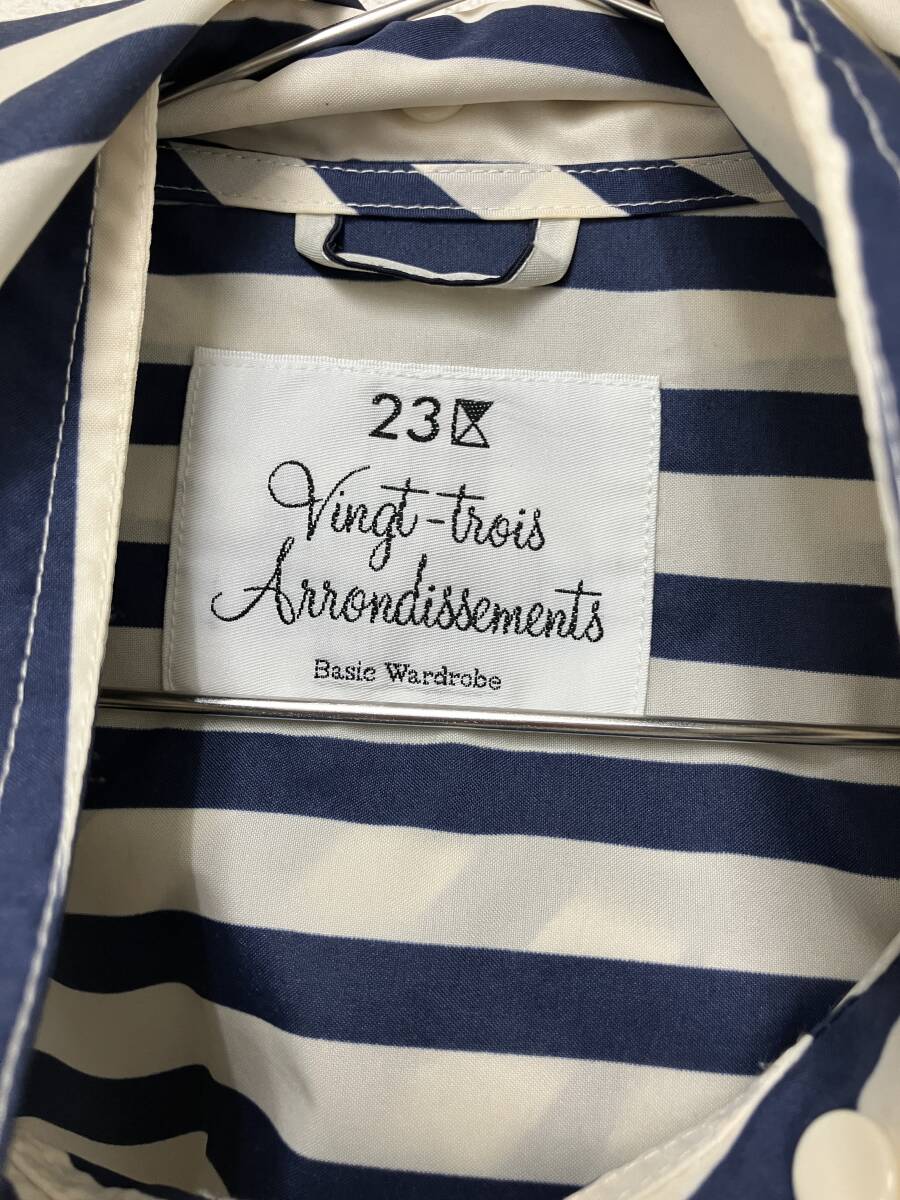 23区
Vingt-trois
Arrondissements
Basic Wardrobe